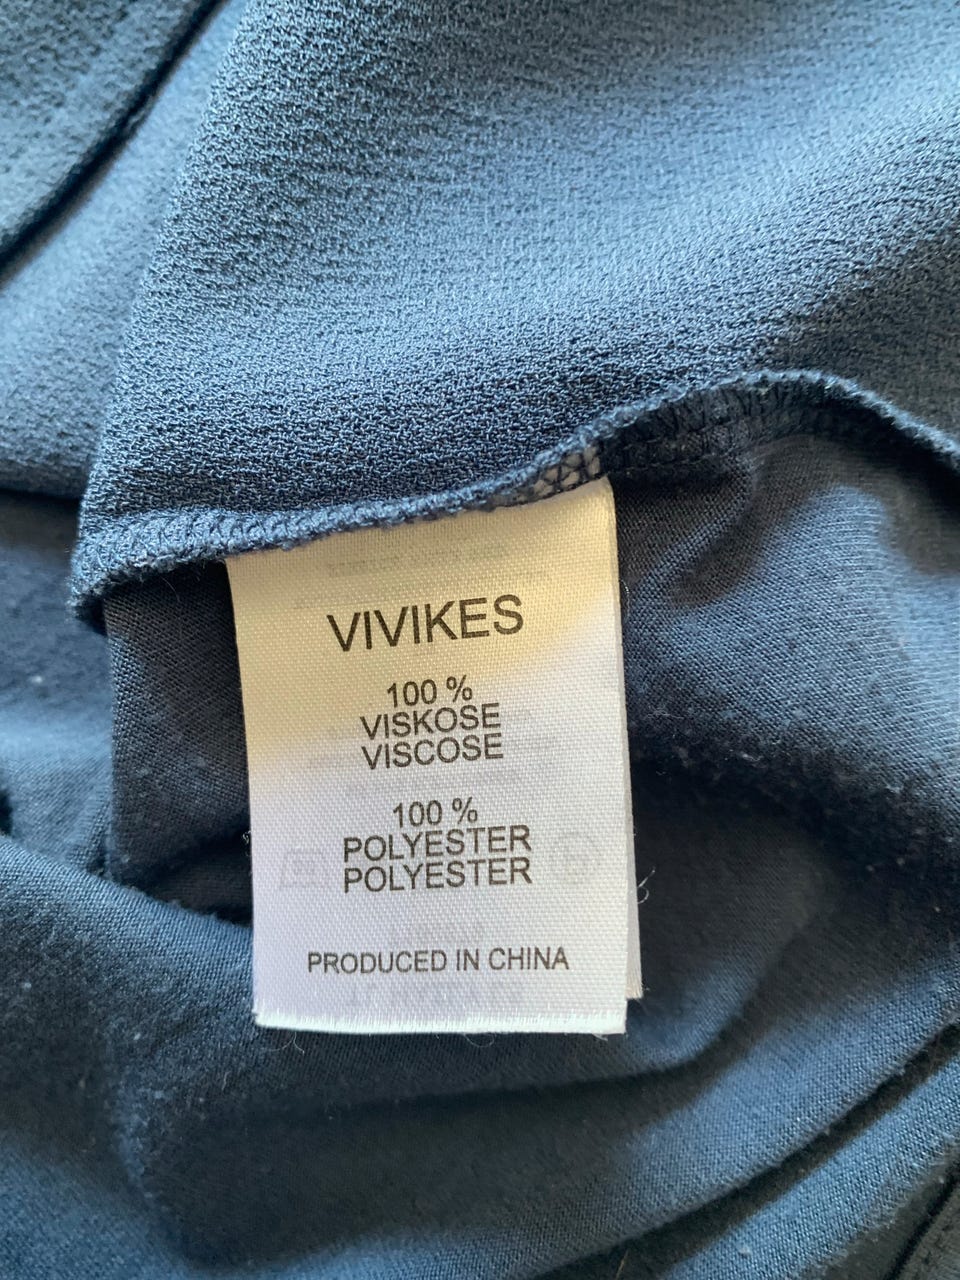 VIVIKES
100 %
VISKOSE
VISCOSE
100 %
POLYESTER
POLYESTER
PRODUCED IN CHINA